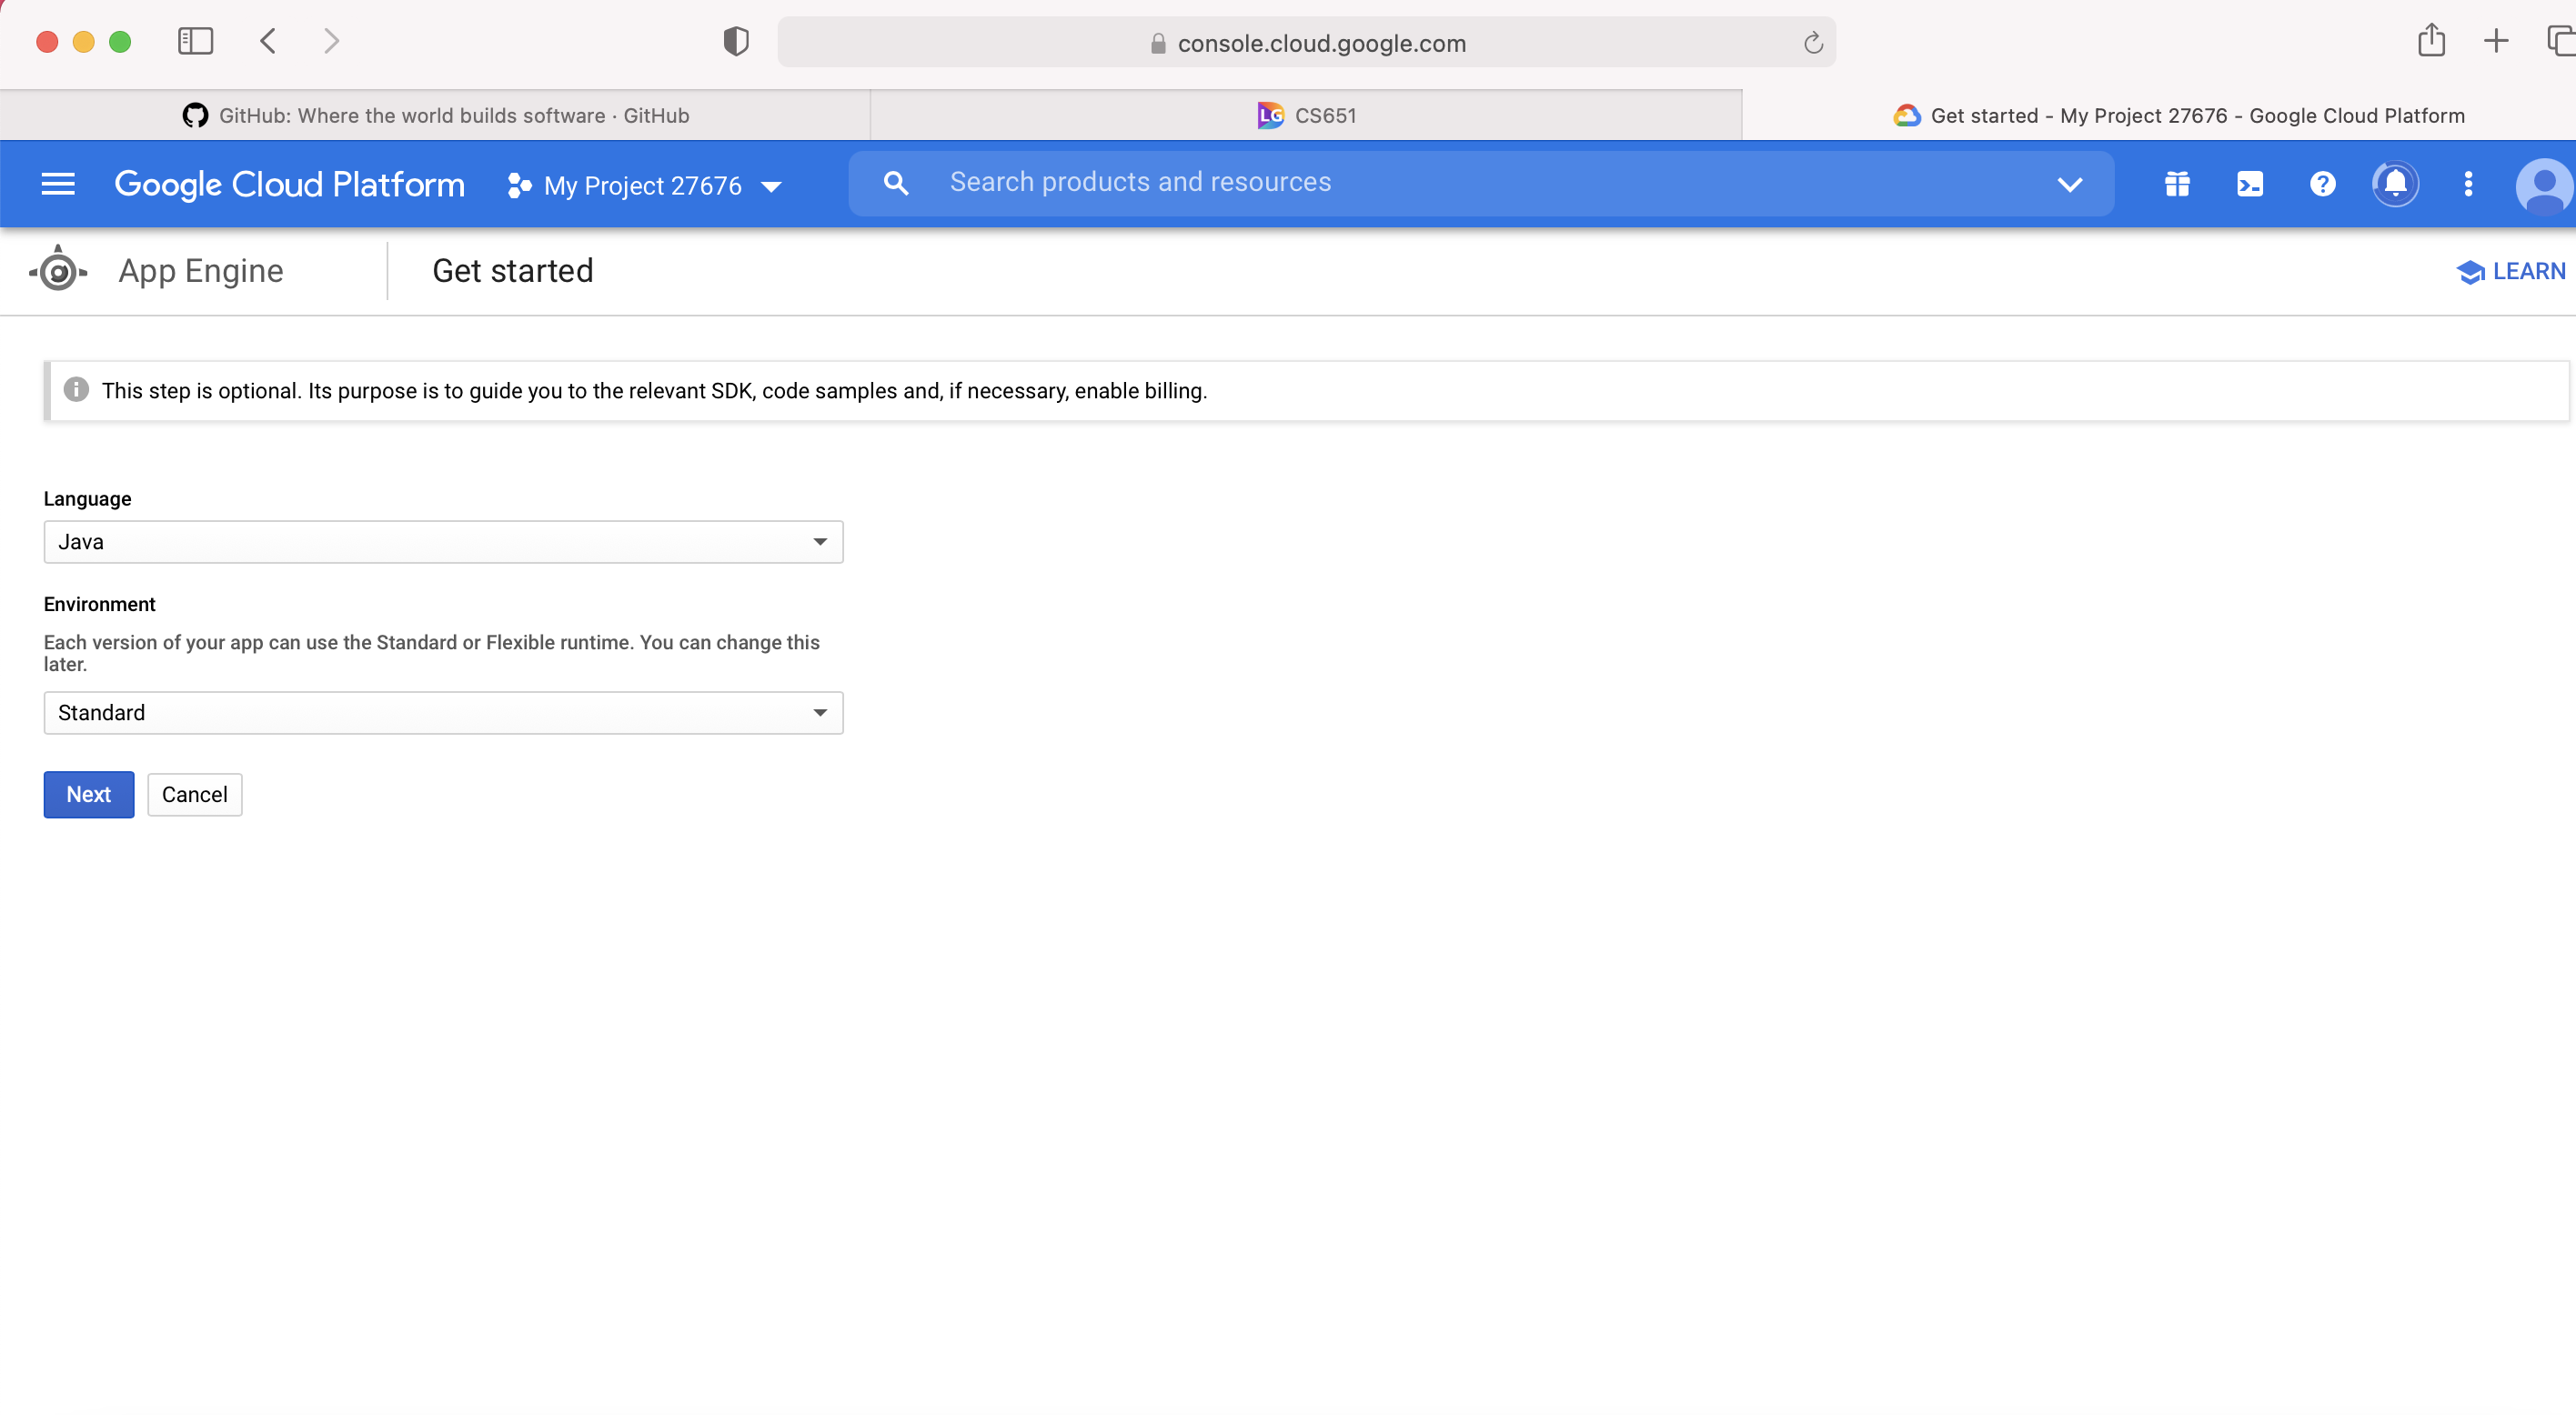 console.cloud.google.com
GitHub: Where the world builds software · GitHub
LG CS651
Get started - My Project 27676 - Google Cloud Platform
Google Cloud Platform
My Project 27676
Search products and resources
App Engine
Get started
LEARN
This step is optional. Its purpose is to guide you to the relevant SDK, code samples and, if necessary, enable billing.
Language
Java
Environment
Each version of your app can use the Standard or Flexible runtime. You can change this
later.
Standard
Next
Cancel